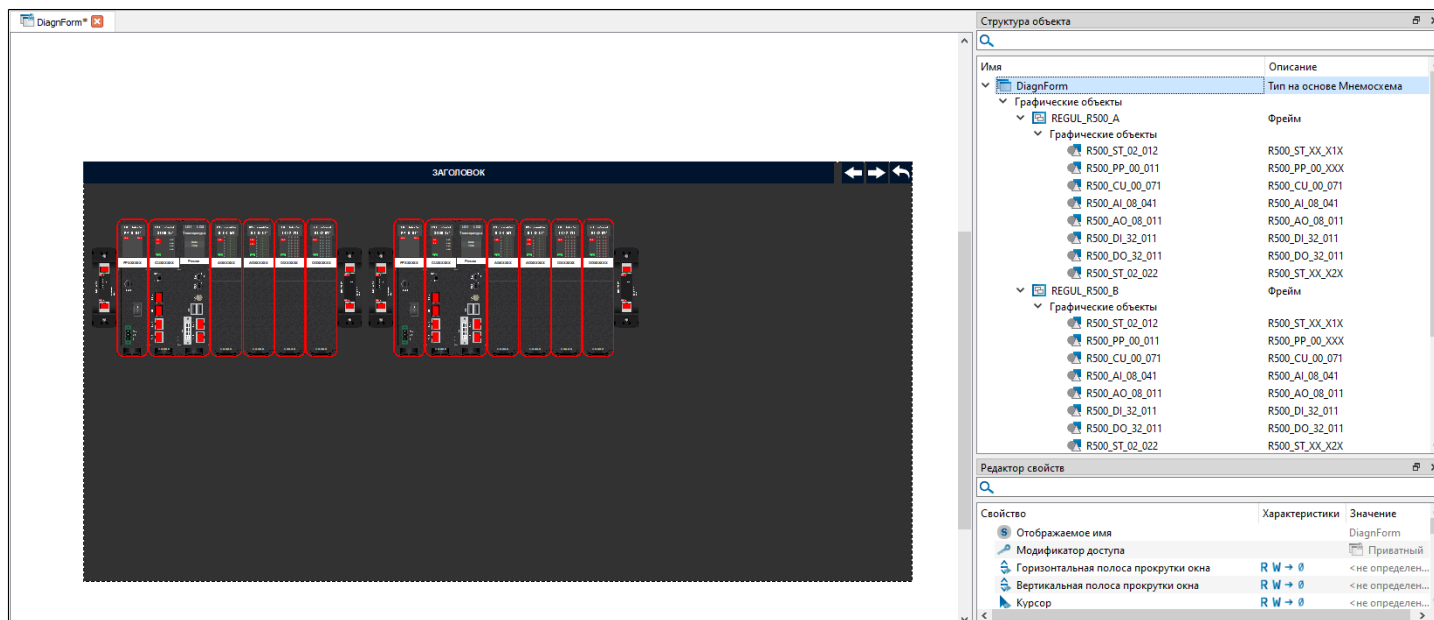 DiagnForm*
ЗАГОЛОВОК
Структура объекта
Имя Описание
DiagnForm Тип на основе Мнемосхема
Графические объекты
REGUL_R500_A Фрейм
Графические объекты
R500_ST_02_012 R500_ST_XX_X1X
R500_PP_00_011 R500_PP_00_XXX
R500_CU_00_071 R500_CU_00_071
R500_AI_08_041 R500_AI_08_041
R500_AO_08_011 R500_AO_08_011
R500_DI_32_011 R500_DI_32_011
R500_DO_32_011 R500_DO_32_011
R500_ST_02_022 R500_ST_XX_X2X
REGUL_R500_B Фрейм
Графические объекты
R500_ST_02_012 R500_ST_XX_X1X
R500_PP_00_011 R500_PP_00_XXX
R500_CU_00_071 R500_CU_00_071
R500_AI_08_041 R500_AI_08_041
R500_AO_08_011 R500_AO_08_011
R500_DI_32_011 R500_DI_32_011
R500_DO_32_011 R500_DO_32_011
R500_ST_02_022 R500_ST_XX_X2X
Редактор свойств
Свойство Характеристики Значение
S Отображаемое имя DiagnForm
Модификатор доступа Приватный
Горизонтальная полоса прокрутки окна R W → 0 <не определен...
Вертикальная полоса прокрутки окна R W → 0 <не определен...
Курсор R W → 0 <не определен...